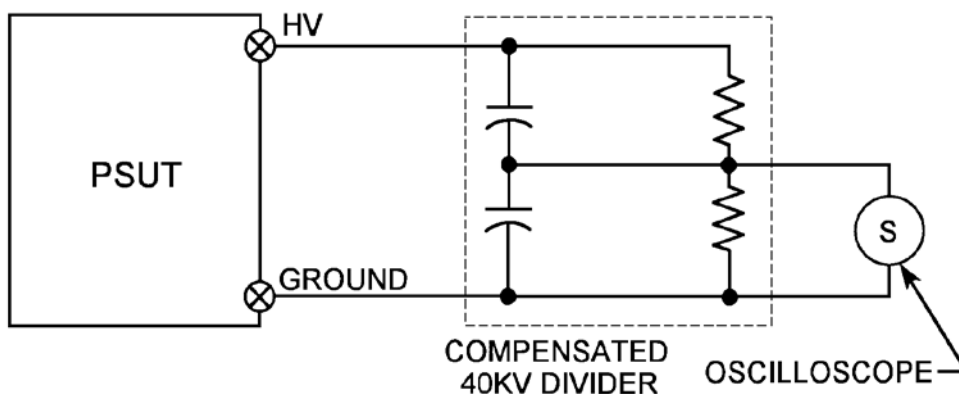 HV
PSUT
S
GROUND
COMPENSATED
40KV DIVIDER
OSCILLOSCOPE